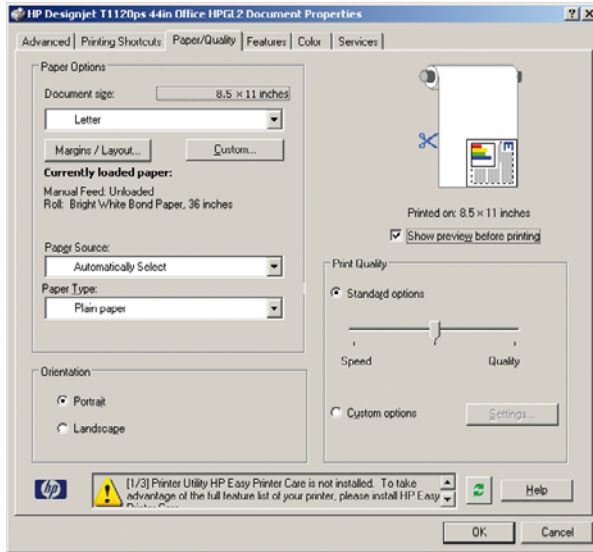 HP Designjet T1120ps 44in Office HPGL2 Document Properties
Advanced Printing Shortcuts Paper/Quality Features Color Services
Paper Options
Document size: 8.5 × 11 inches
Letter
Margins / Layout... Custom...
Currently loaded paper:
Manual Feed: Unloaded
Roll: Bright White Bond Paper, 36 inches
Paper Source:
Automatically Select
Paper Type:
Plain paper
Orientation
Portrait
Landscape
Printed on: 8.5 × 11 inches
Show preview before printing
Print Quality
Standard options
Speed Quality
Custom options Settings...
hp
[1/3] Printer Utility HP Easy Printer Care is not installed. To take
advantage of the full feature list of your printer, please install HP Easy
Printer Care
Help
OK Cancel